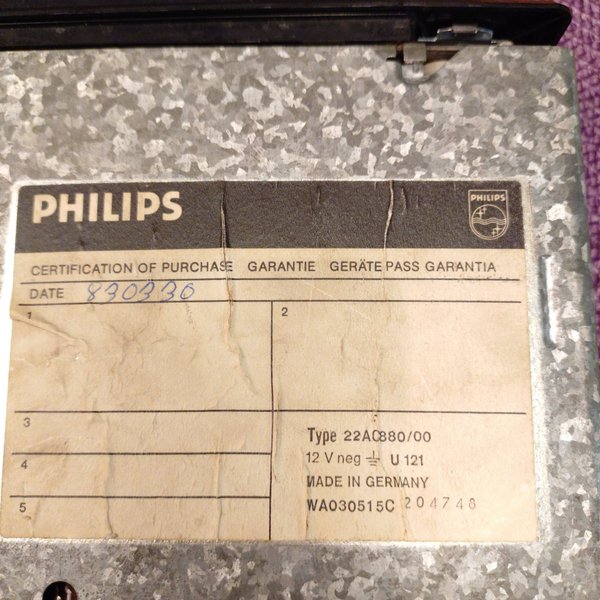 PHILIPS
PHILIPS
CERTIFICATION OF PURCHASE GARANTIE GERÄTE PASS GARANTIA
DATE 830330
1
2
3
4
5
Type 22AC880/00
12 V neg ⏚ U 121
MADE IN GERMANY
WA030515C 204748